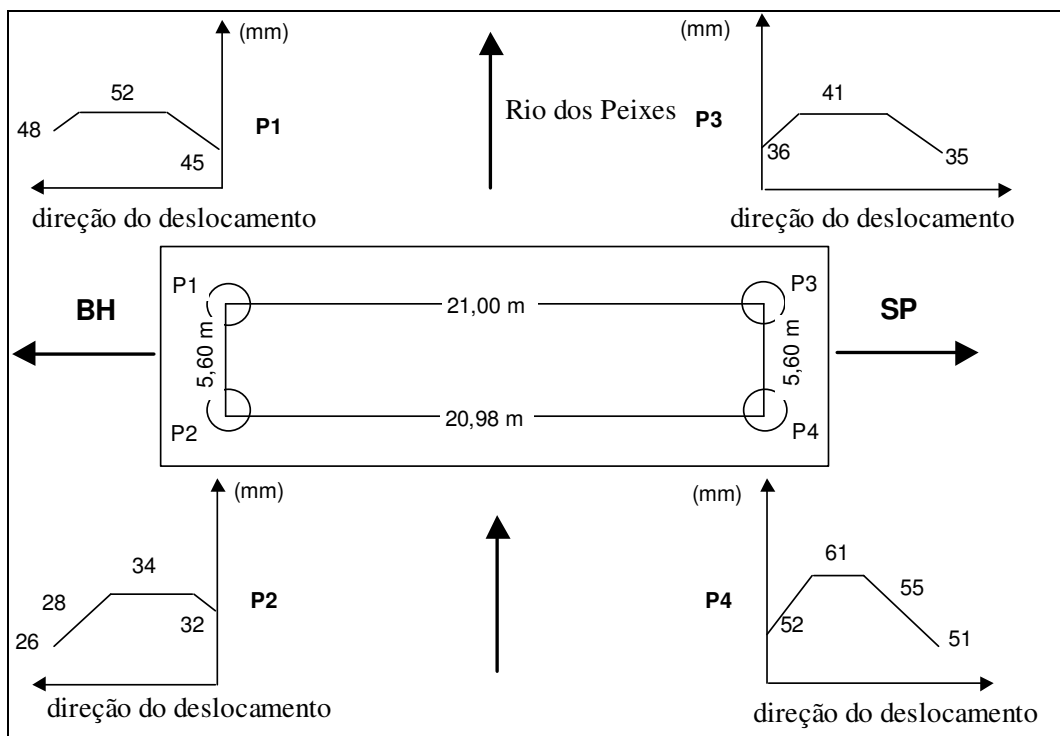 (mm)
52
48
45
P1
direção do deslocamento
Rio dos Peixes
(mm)
41
36
35
P3
direção do deslocamento
BH
SP
P1
P3
21,00 m
5,60 m
5,60 m
P2
P4
20,98 m
(mm)
34
28
26
32
P2
direção do deslocamento
(mm)
61
55
52
51
P4
direção do deslocamento